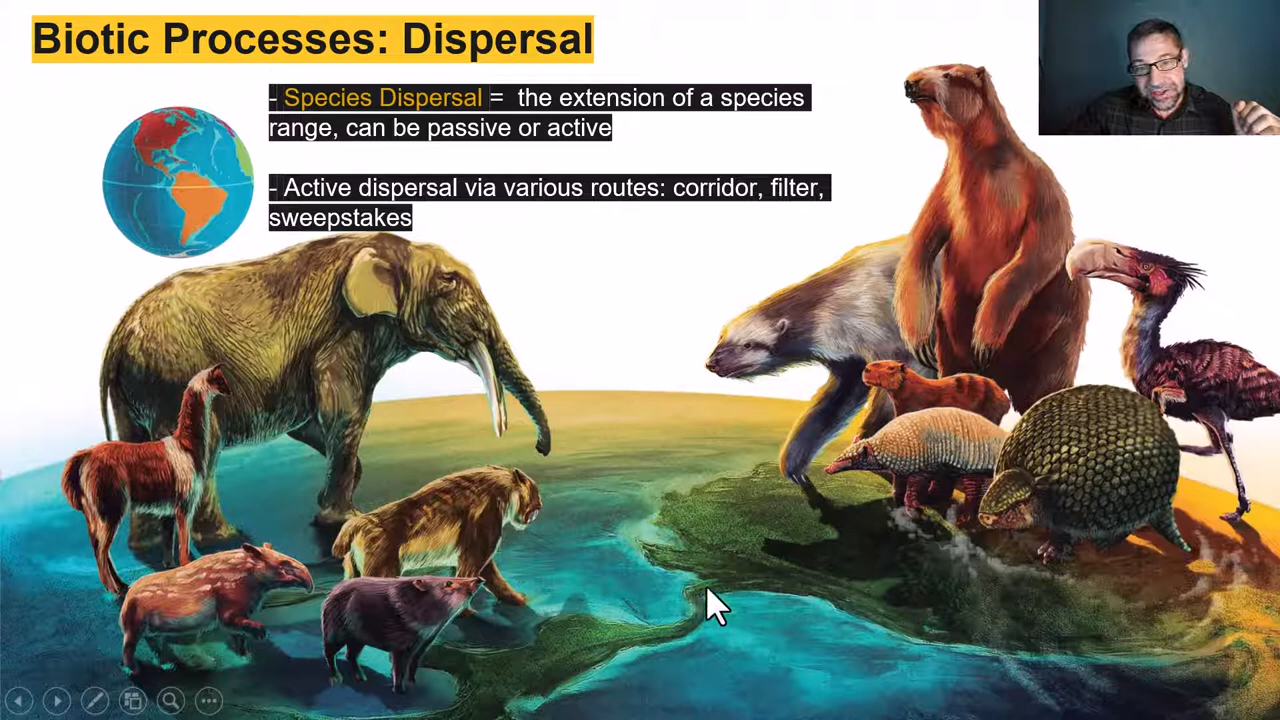 Biotic Processes: Dispersal
- Species Dispersal = the extension of a species
range, can be passive or active
- Active dispersal via various routes: corridor, filter,
sweepstakes